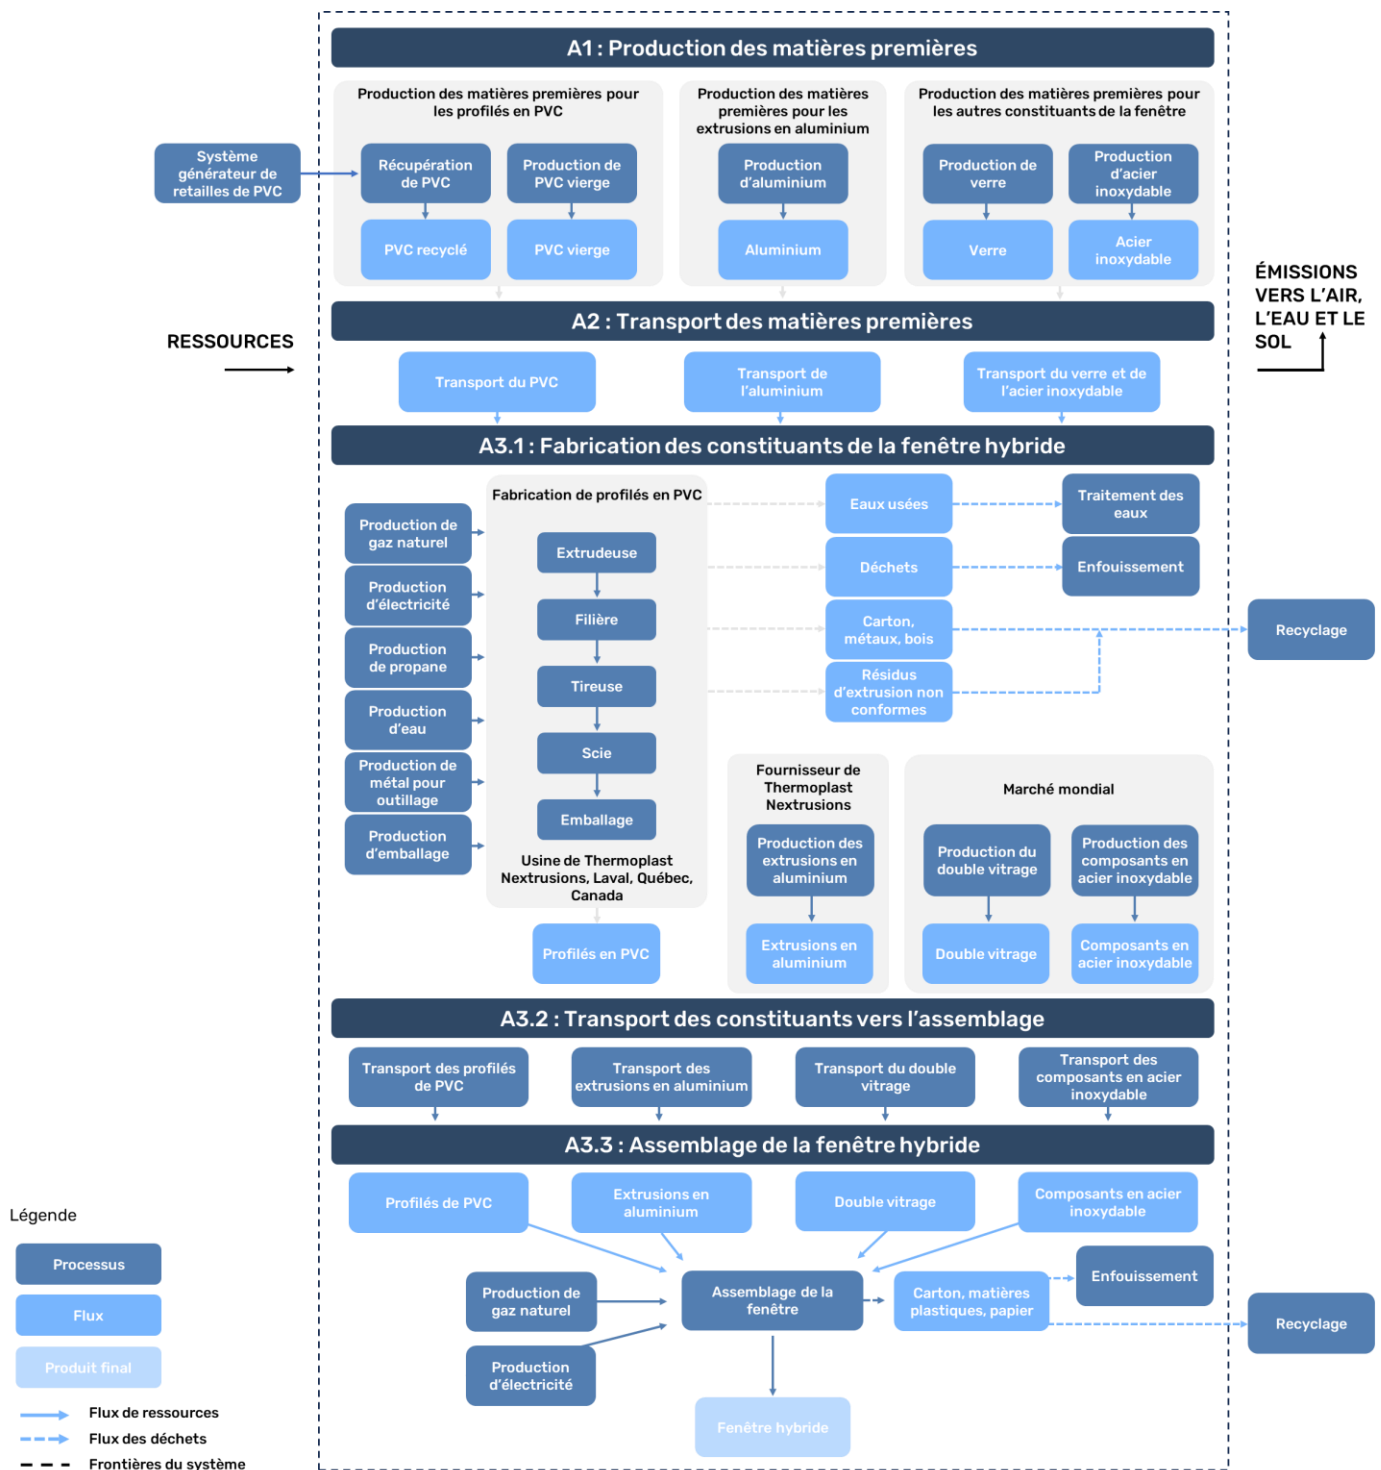 A1 : Production des matières premières
Production des matières premières pour
les profilés en PVC
Production des matières
premières pour les
extrusions en aluminium
Production des matières premières pour
les autres constituants de la fenêtre
Système
générateur de
retailles de PVC
Récupération
de PVC
Production de
PVC vierge
Production
d'aluminium
Production de
verre
Production
d'acier
inoxydable
PVC recyclé
PVC vierge
Aluminium
Verre
Acier
inoxydable
RESSOURCES
ÉMISSIONS
VERS L'AIR,
L'EAU ET LE
SOL
A2 : Transport des matières premières
Transport du PVC
Transport de
l'aluminium
Transport du verre et de
l'acier inoxydable
A3.1 : Fabrication des constituants de la fenêtre hybride
Production de
gaz naturel
Production
d'électricité
Production
de propane
Production
d'eau
Production de
métal pour
outillage
Production
d'emballage
Fabrication de profilés en PVC
Extrudeuse
Filière
Tireuse
Scie
Emballage
Usine de Thermoplast
Nextrusions, Laval, Québec,
Canada
Profilés en PVC
Eaux usées
Traitement des
eaux
Déchets
Enfouissement
Carton,
métaux, bois
Résidus
d'extrusion non
conformes
Recyclage
Fournisseur de
Thermoplast
Nextrusions
Production des
extrusions en
aluminium
Extrusions en
aluminium
Marché mondial
Production du
double vitrage
Production des
composants en
acier inoxydable
Double vitrage
Composants en
acier inoxydable
A3.2 : Transport des constituants vers l'assemblage
Transport des profilés
de PVC
Transport des
extrusions en aluminium
Transport du double
vitrage
Transport des
composants en acier
inoxydable
A3.3 : Assemblage de la fenêtre hybride
Profilés de PVC
Extrusions en
aluminium
Double vitrage
Composants en acier
inoxydable
Production de
gaz naturel
Production
d'électricité
Assemblage de la
fenêtre
Carton, matières
plastiques, papier
Enfouissement
Recyclage
Fenêtre hybride
Légende
Processus
Flux
Produit final
Flux de ressources
Flux des déchets
Frontières du système